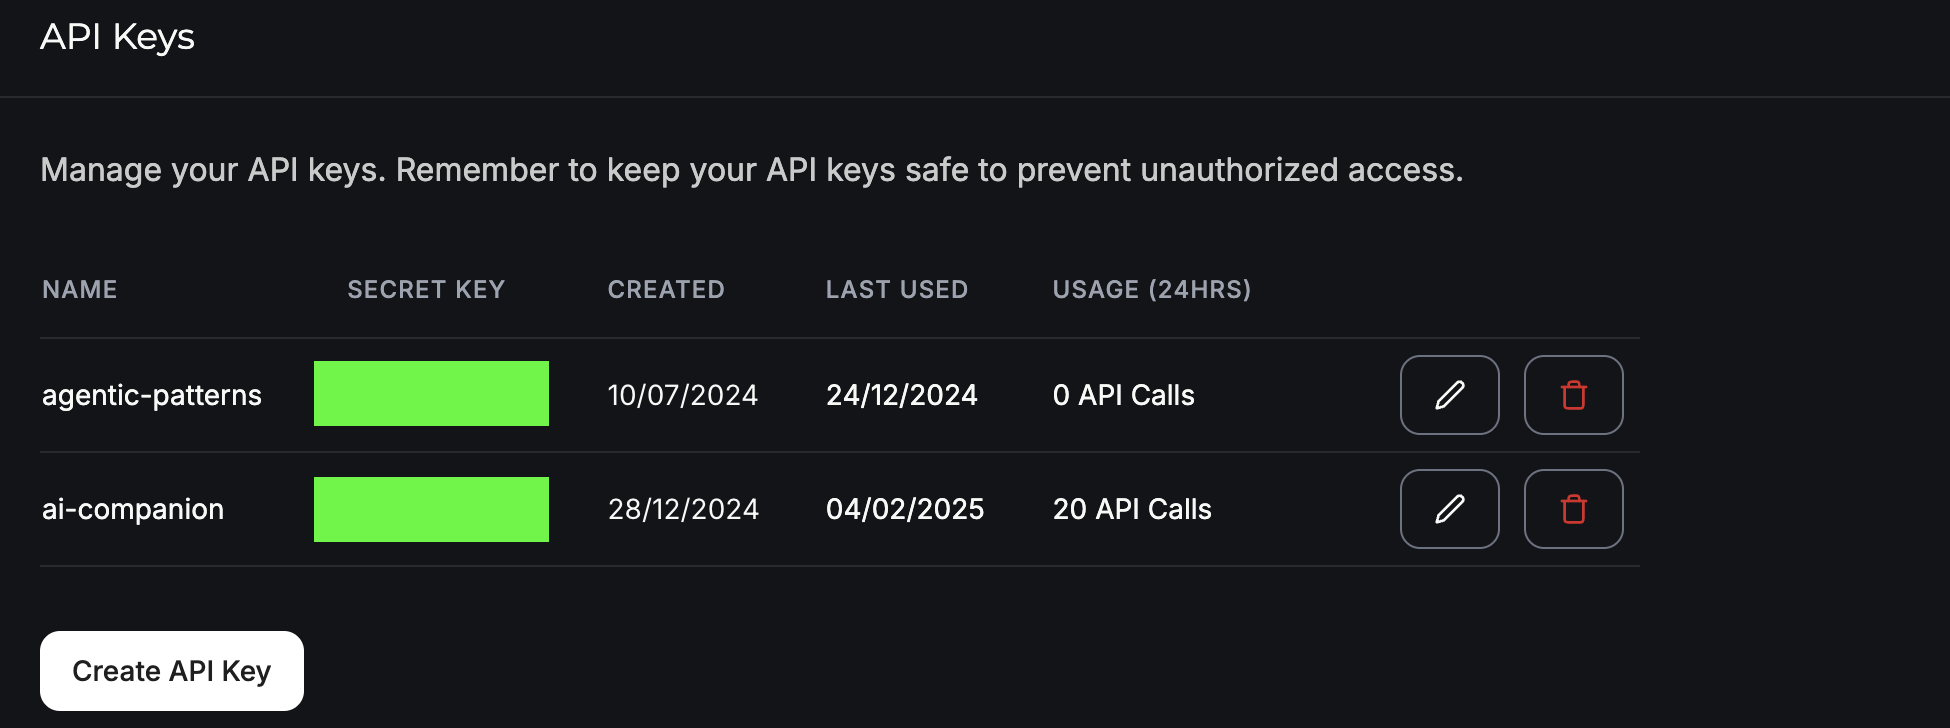 API Keys
Manage your API keys. Remember to keep your API keys safe to prevent unauthorized access.
NAME SECRET KEY CREATED LAST USED USAGE (24HRS)
agentic-patterns 10/07/2024 24/12/2024 0 API Calls
ai-companion 28/12/2024 04/02/2025 20 API Calls
Create API Key